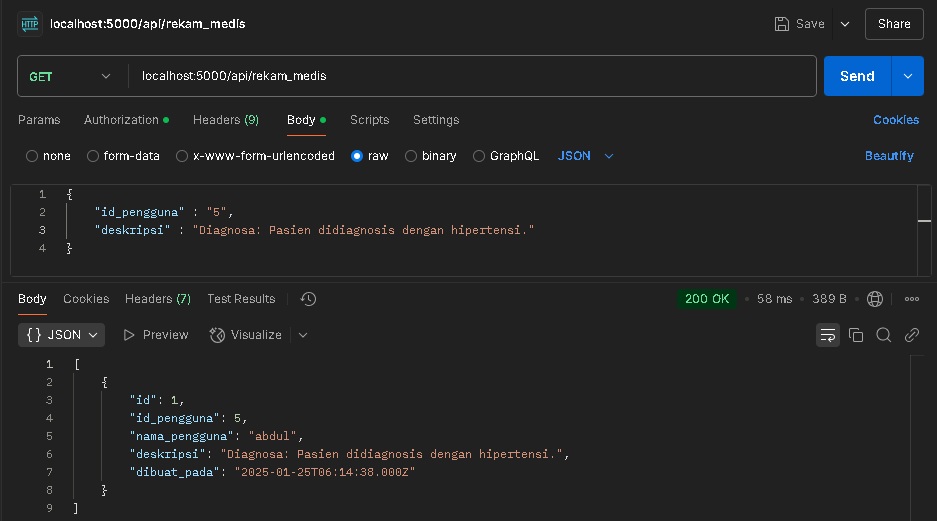 HTTP localhost:5000/api/rekam_medis Save Share
GET localhost:5000/api/rekam_medis Send
Params Authorization Headers (9) Body Scripts Settings Cookies
none form-data x-www-form-urlencoded raw binary GraphQL JSON Beautify
1 {
2 "id_pengguna" : "5",
3 "deskripsi" : "Diagnosa: Pasien didiagnosis dengan hipertensi."
4 }
Body Cookies Headers (7) Test Results 200 OK • 58 ms • 389 B
{} JSON Preview Visualize
1 [
2 {
3 "id": 1,
4 "id_pengguna": 5,
5 "nama_pengguna": "abdul",
6 "deskripsi": "Diagnosa: Pasien didiagnosis dengan hipertensi.",
7 "dibuat_pada": "2025-01-25T06:14:38.000Z"
8 }
9 ]